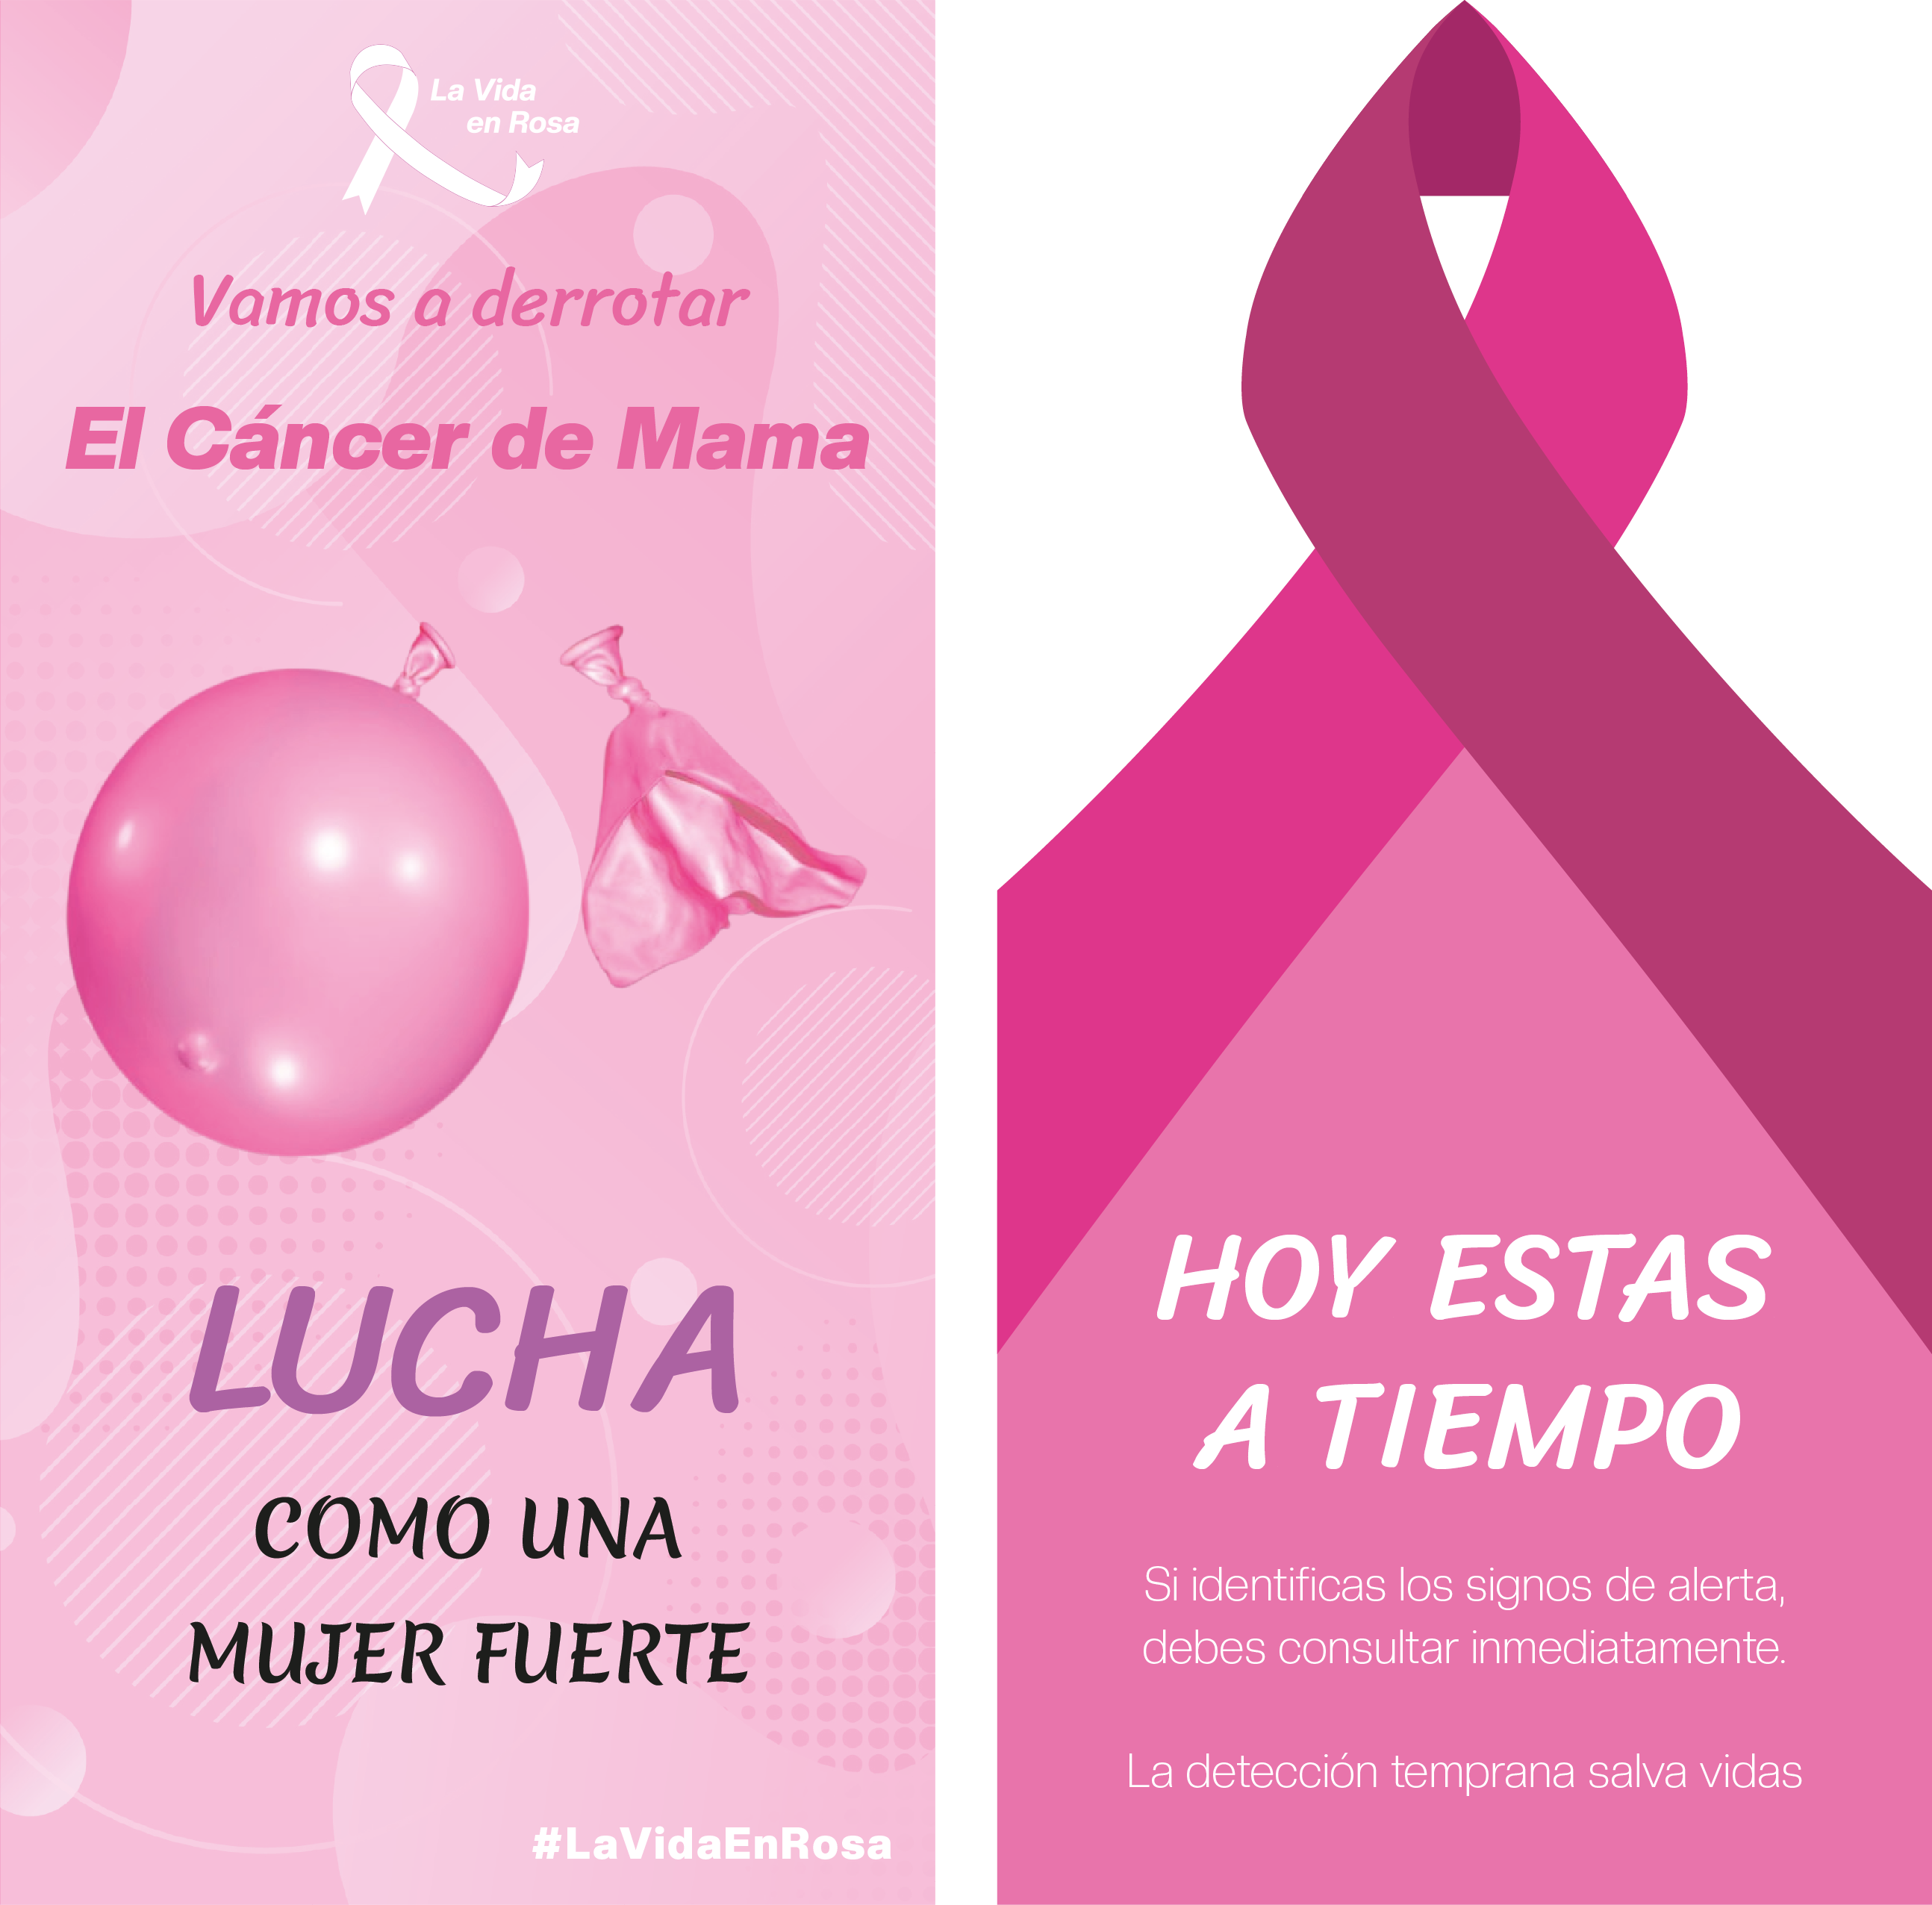 La Vida
en Rosa
Vamos a derrotar
El Cáncer de Mama
LUCHA
COMO UNA
MUJER FUERTE
#LaVidaEnRosa
HOY ESTAS
A TIEMPO
Si identificas los signos de alerta,
debes consultar inmediatamente.
La detección temprana salva vidas